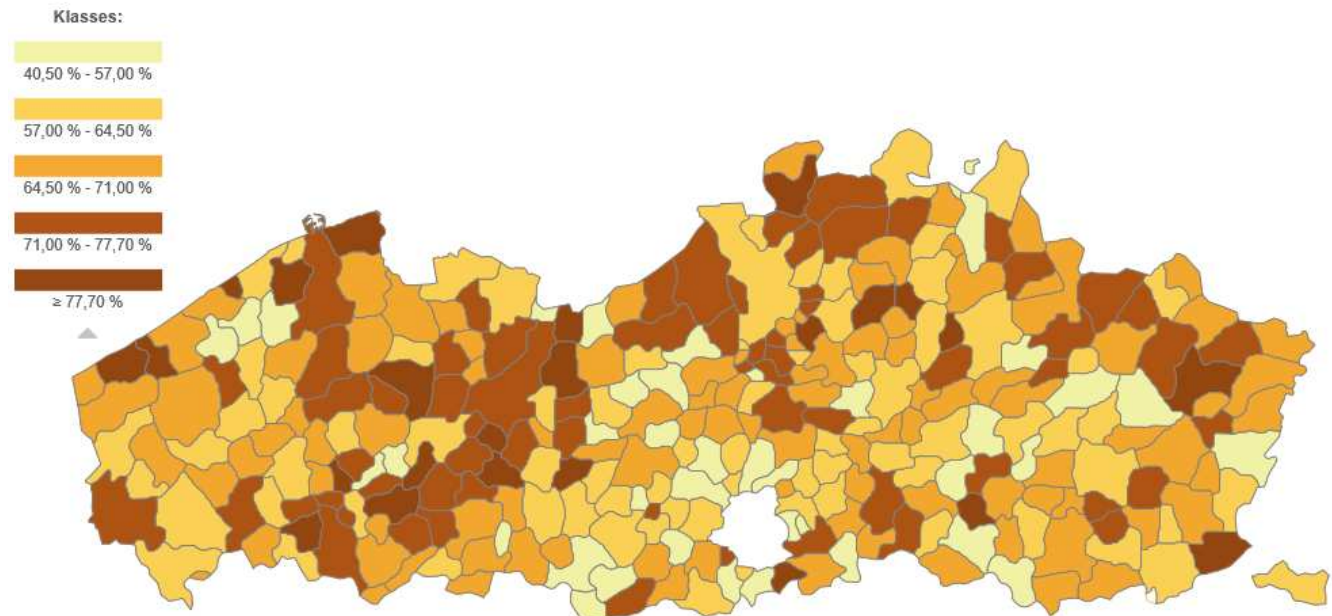 Klasses:
40,50 % - 57,00 %
57,00 % - 64,50 %
64,50 % - 71,00 %
71,00 % - 77,70 %
≥ 77,70 %